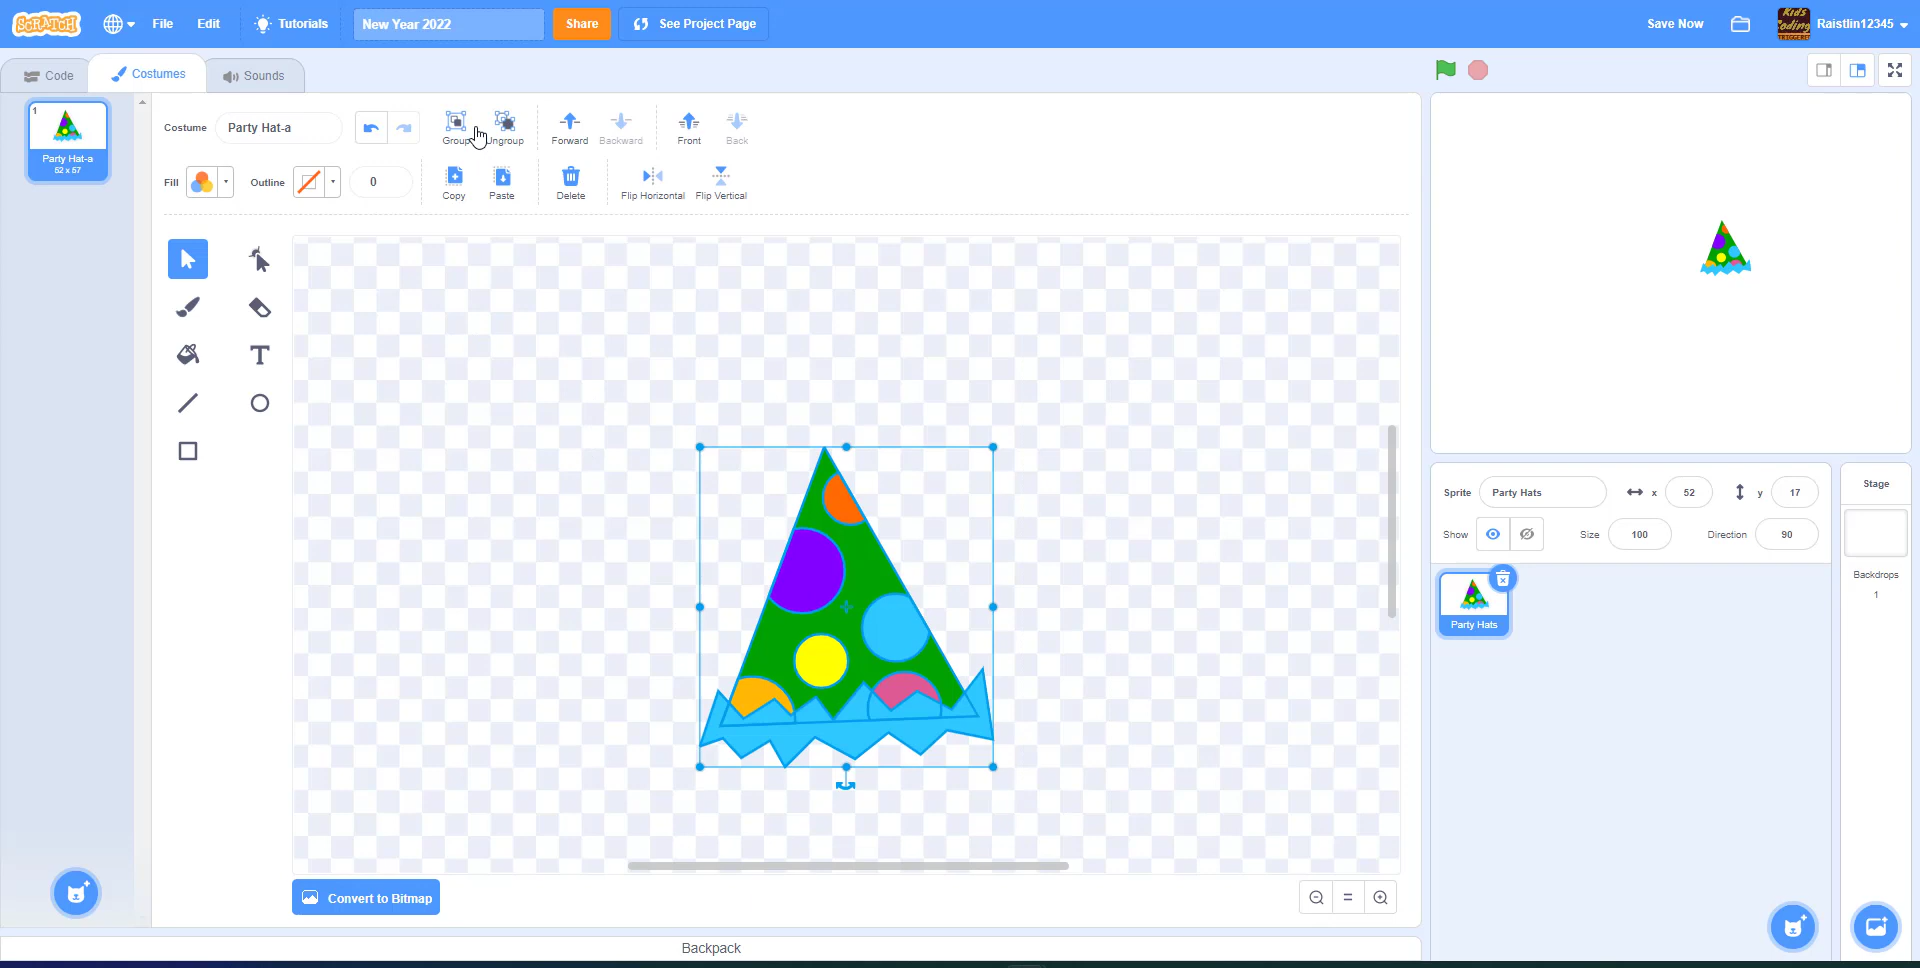 SCRATCH File Edit Tutorials New Year 2022 Share See Project Page Save Now Raistlin12345
Code Costumes Sounds
1
Party Hat-a
52 x 57
Costume Party Hat-a Group Ungroup Forward Backward Front Back
Fill Outline 0 Copy Paste Delete Flip Horizontal Flip Vertical
T
Convert to Bitmap
Backpack
Sprite Party Hats x 52 y 17
Show Size 100 Direction 90
Party Hats
Stage
Backdrops
1